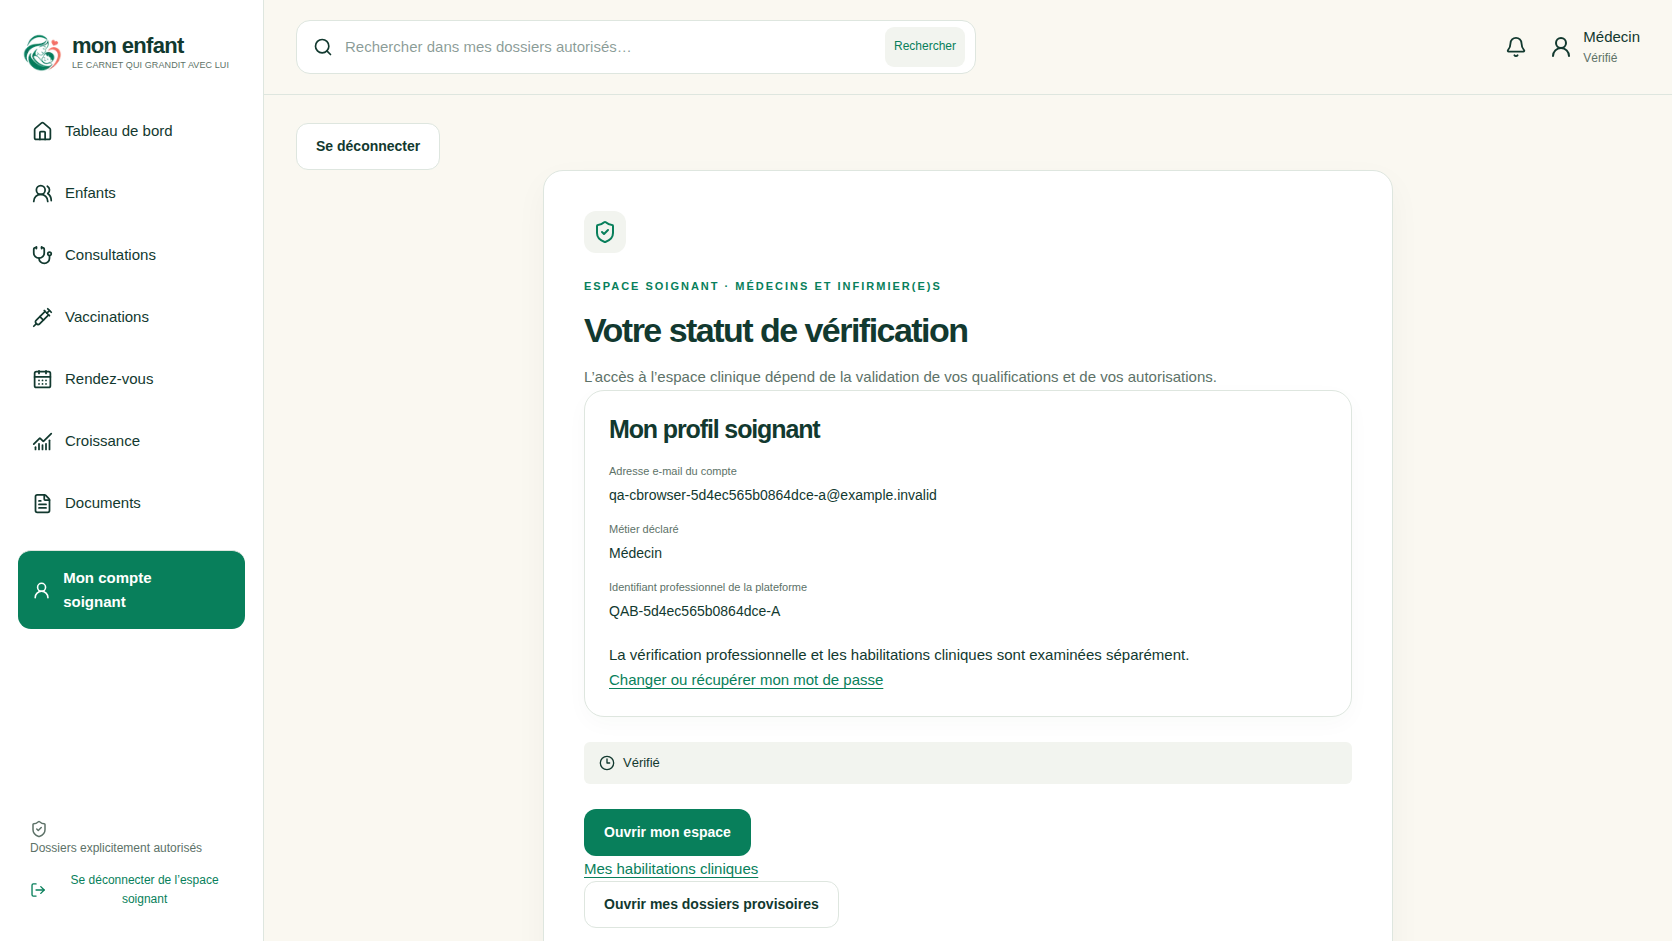 mon enfant
LE CARNET QUI GRANDIT AVEC LUI
Tableau de bord
Enfants
Consultations
Vaccinations
Rendez-vous
Croissance
Documents
Mon compte
soignant
Dossiers explicitement autorisés
Se déconnecter de l’espace
soignant
Rechercher dans mes dossiers autorisés…
Rechercher
Médecin
Vérifié
Se déconnecter
ESPACE SOIGNANT · MÉDECINS ET INFIRMIER(E)S
Votre statut de vérification
L’accès à l’espace clinique dépend de la validation de vos qualifications et de vos autorisations.
Mon profil soignant
Adresse e-mail du compte
qa-cbrowser-5d4ec565b0864dce-a@example.invalid
Métier déclaré
Médecin
Identifiant professionnel de la plateforme
QAB-5d4ec565b0864dce-A
La vérification professionnelle et les habilitations cliniques sont examinées séparément.
Changer ou récupérer mon mot de passe
Vérifié
Ouvrir mon espace
Mes habilitations cliniques
Ouvrir mes dossiers provisoires